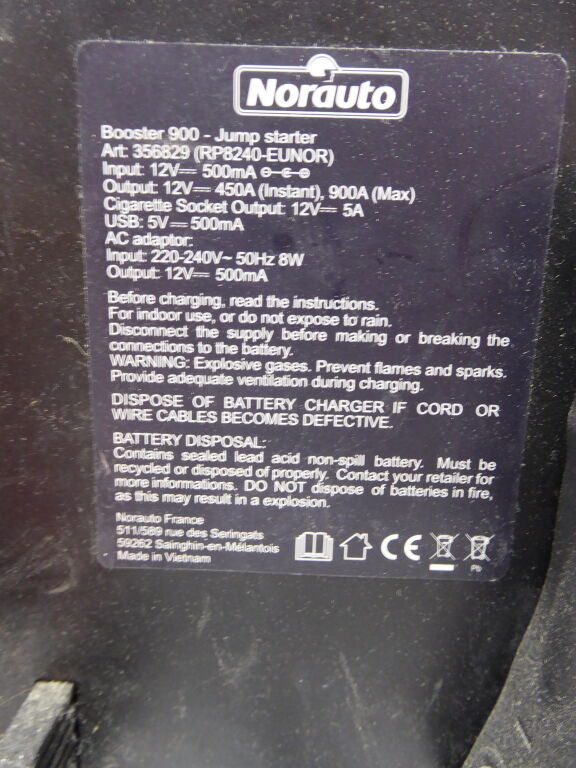 Norauto
Booster 900 - Jump starter
Art: 356829 (RP8240-EUNOR)
Input: 12V⎓ 500mA ⊖-⊂-⊕
Output: 12V⎓ 450A (Instant), 900A (Max)
Cigarette Socket Output: 12V⎓ 5A
USB: 5V⎓ 500mA
AC adaptor:
Input: 220-240V~ 50Hz 8W
Output: 12V⎓ 500mA
Before charging, read the instructions.
For indoor use, or do not expose to rain.
Disconnect the supply before making or breaking the
connections to the battery.
WARNING: Explosive gases. Prevent flames and sparks.
Provide adequate ventilation during charging.
DISPOSE OF BATTERY CHARGER IF CORD OR
WIRE CABLES BECOMES DEFECTIVE.
BATTERY DISPOSAL:
Contains sealed lead acid non-spill battery. Must be
recycled or disposed of properly. Contact your retailer for
more informations. DO NOT dispose of batteries in fire,
as this may result in a explosion.
Norauto France
511/589 rue des Seringats
59262 Sainghin-en-Mélantois
Made in Vietnam
CE
Pb